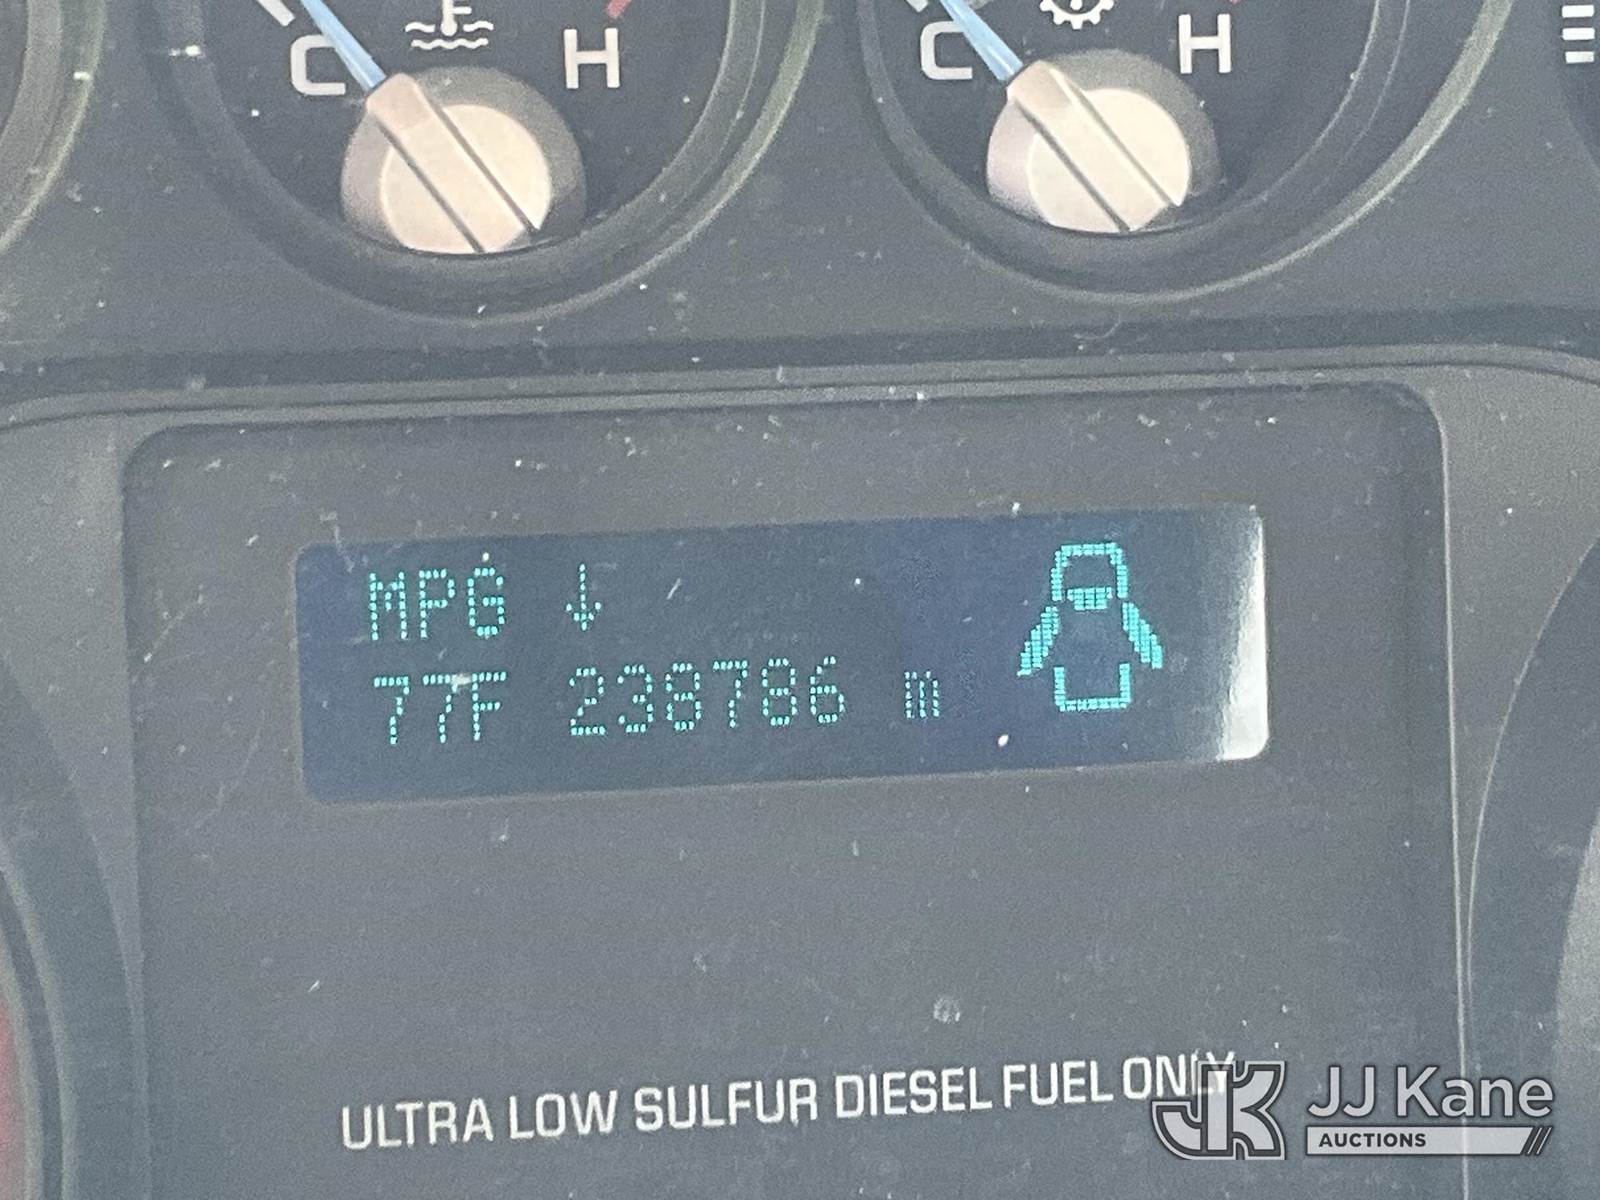 C H C H
MPG ↓
77F 238786 m
ULTRA LOW SULFUR DIESEL FUEL ONLY
JK JJ Kane
AUCTIONS